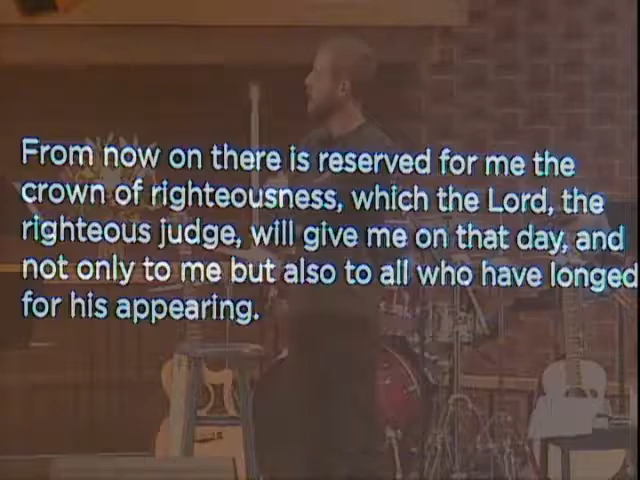 From now on there is reserved for me the
crown of righteousness, which the Lord, the
righteous judge, will give me on that day, and
not only to me but also to all who have longed
for his appearing.